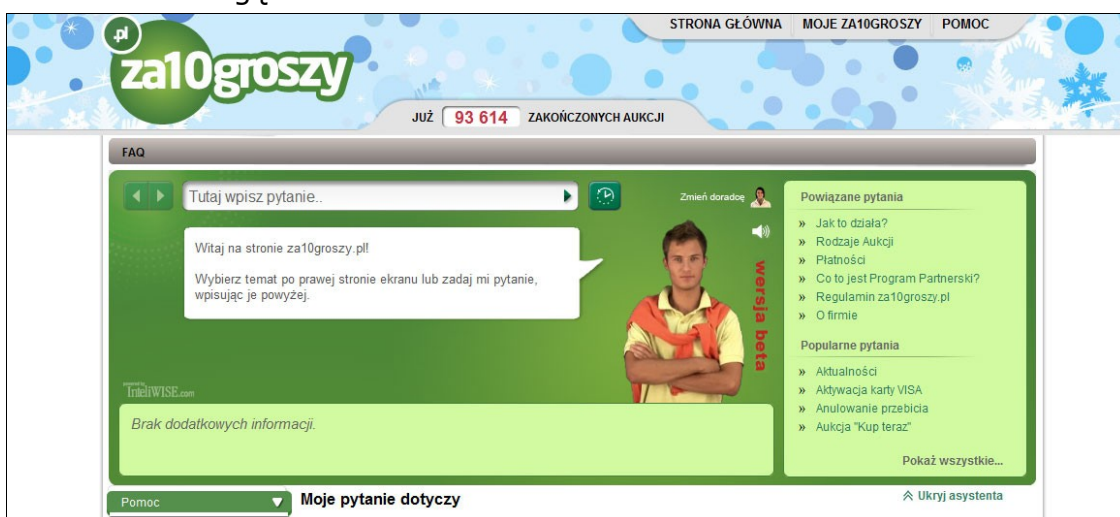 STRONA GŁÓWNA MOJE ZA10GROSZY POMOC
.pl
za10groszy
JUŻ 93 614 ZAKOŃCZONYCH AUKCJI
FAQ
Tutaj wpisz pytanie..
Zmień doradcę
Witaj na stronie za10groszy.pl!
Wybierz temat po prawej stronie ekranu lub zadaj mi pytanie,
wpisując je powyżej.
wersja beta
powered by
InteliWISE.com
Brak dodatkowych informacji.
Powiązane pytania
» Jak to działa?
» Rodzaje Aukcji
» Płatności
» Co to jest Program Partnerski?
» Regulamin za10groszy.pl
» O firmie
Popularne pytania
» Aktualności
» Aktywacja karty VISA
» Anulowanie przebicia
» Aukcja "Kup teraz"
Pokaż wszystkie...
Pomoc
Moje pytanie dotyczy
Ukryj asystenta